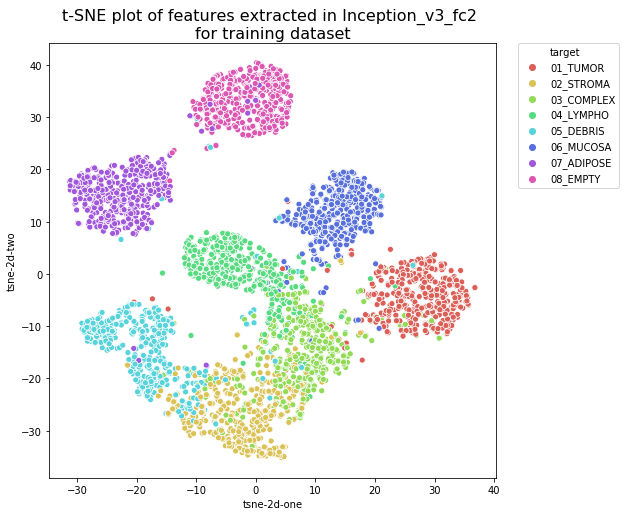 t-SNE plot of features extracted in Inception_v3_fc2
for training dataset
target
01_TUMOR
02_STROMA
03_COMPLEX
04_LYMPHO
05_DEBRIS
06_MUCOSA
07_ADIPOSE
08_EMPTY
tsne-2d-two
40
30
20
10
0
−10
−20
−30
−30
−20
−10
0
10
20
30
40
tsne-2d-one